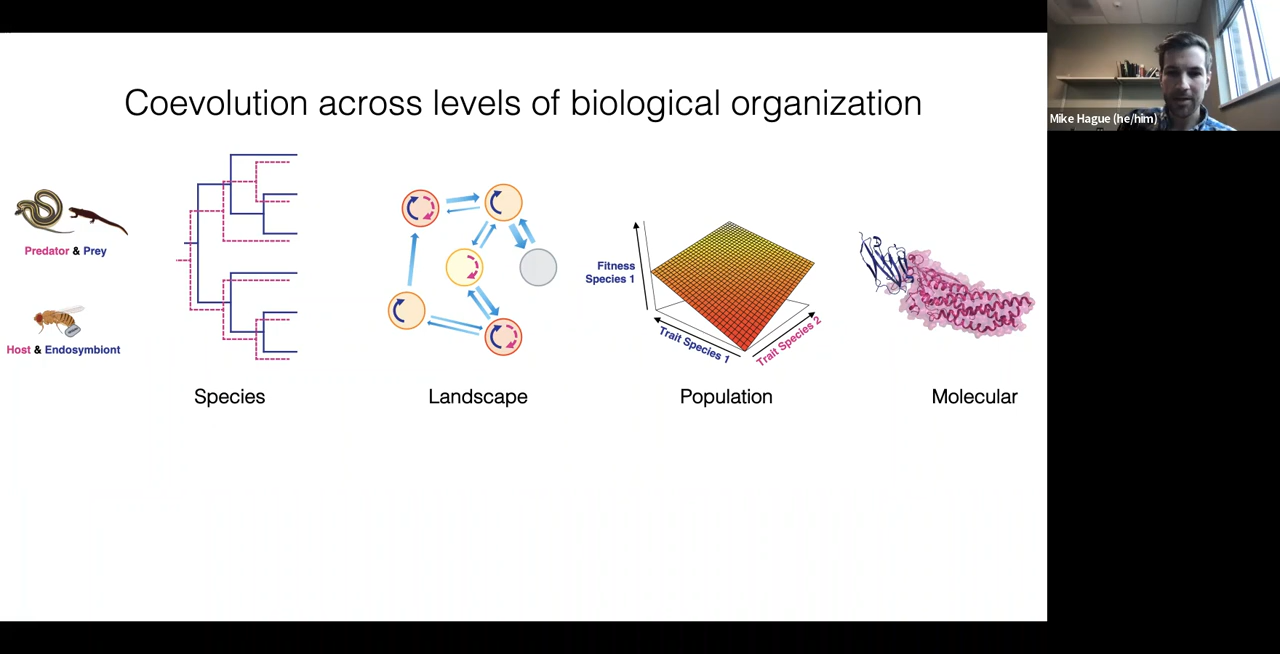 Coevolution across levels of biological organization
Mike Hague (he/him)
Predator & Prey
Host & Endosymbiont
Species
Landscape
Fitness
Species 1
Trait Species 1
Trait Species 2
Population
Molecular